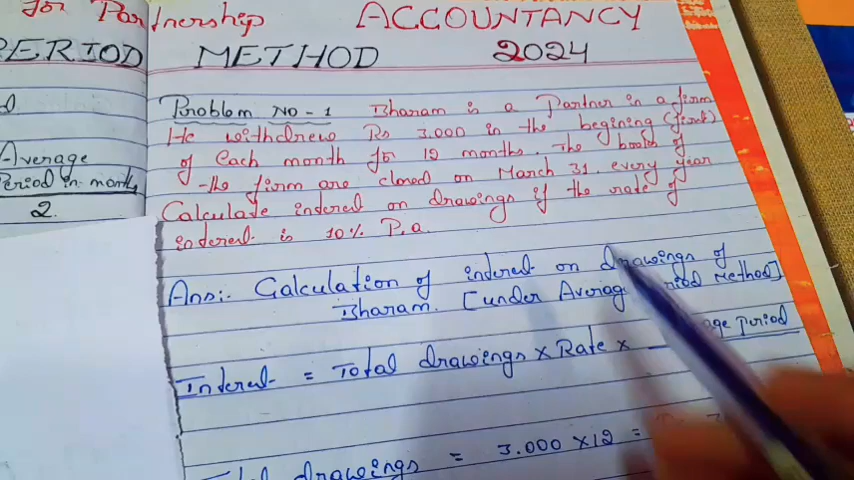 for Partnership ACCOUNTANCY
PERIOD METHOD 2024
Problem NO - 1 Bharam is a Partner in a firm
He withdrew Rs 3.000 in the begining (first)
of each month for 12 months. The books of
the firm are closed on March 31. every year
Calculate interest on drawings if the rate of
interest is 10% P.a.
Average
Period in month
2.
Ans:- Calculation of interest on drawings of
Bharam. [under Average Method]
Interest = Total drawings × Rate × Period
drawings = 3.000 × 12 =